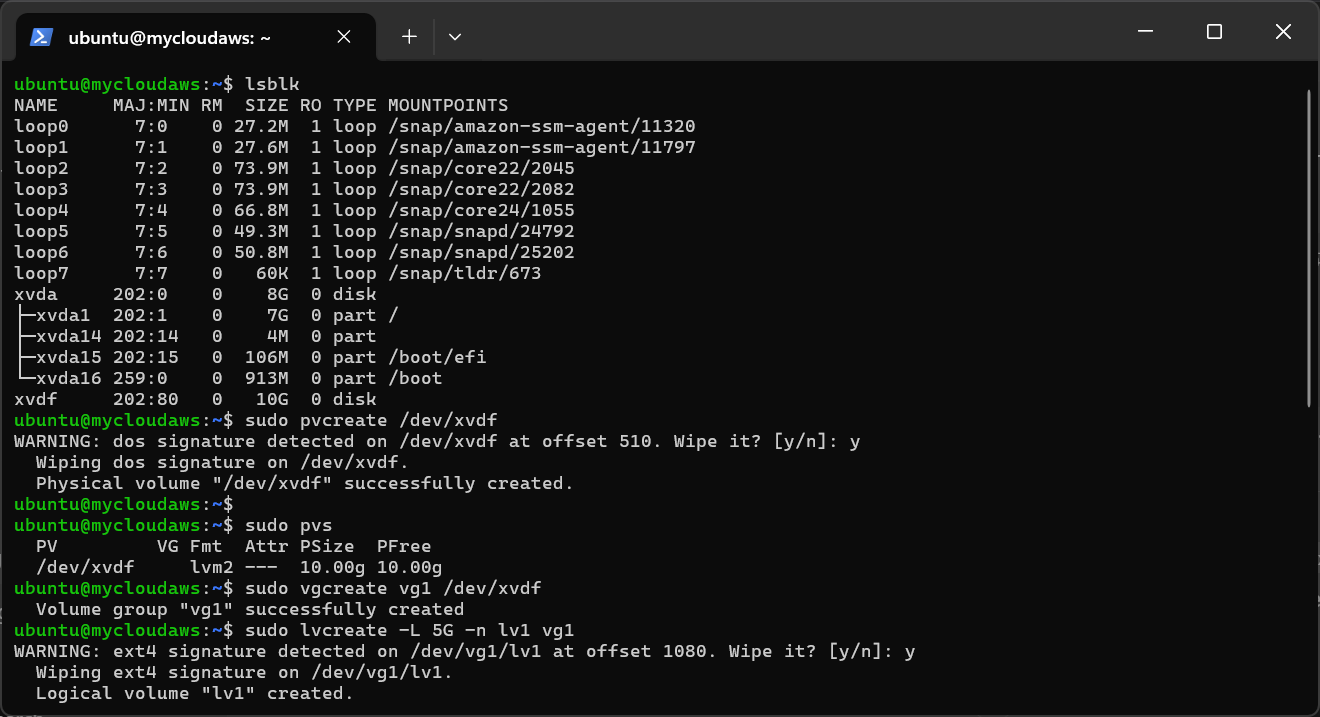 ubuntu@mycloudaws: ~
ubuntu@mycloudaws:~$ lsblk
NAME     MAJ:MIN RM  SIZE RO TYPE MOUNTPOINTS
loop0      7:0    0 27.2M  1 loop /snap/amazon-ssm-agent/11320
loop1      7:1    0 27.6M  1 loop /snap/amazon-ssm-agent/11797
loop2      7:2    0 73.9M  1 loop /snap/core22/2045
loop3      7:3    0 73.9M  1 loop /snap/core22/2082
loop4      7:4    0 66.8M  1 loop /snap/core24/1055
loop5      7:5    0 49.3M  1 loop /snap/snapd/24792
loop6      7:6    0 50.8M  1 loop /snap/snapd/25202
loop7      7:7    0   60K  1 loop /snap/tldr/673
xvda     202:0    0    8G  0 disk
├─xvda1  202:1    0    7G  0 part /
├─xvda14 202:14   0    4M  0 part
├─xvda15 202:15   0  106M  0 part /boot/efi
└─xvda16 259:0    0  913M  0 part /boot
xvdf     202:80   0   10G  0 disk
ubuntu@mycloudaws:~$ sudo pvcreate /dev/xvdf
WARNING: dos signature detected on /dev/xvdf at offset 510. Wipe it? [y/n]: y
  Wiping dos signature on /dev/xvdf.
  Physical volume "/dev/xvdf" successfully created.
ubuntu@mycloudaws:~$
ubuntu@mycloudaws:~$ sudo pvs
  PV         VG Fmt  Attr PSize  PFree
  /dev/xvdf     lvm2 ---  10.00g 10.00g
ubuntu@mycloudaws:~$ sudo vgcreate vg1 /dev/xvdf
  Volume group "vg1" successfully created
ubuntu@mycloudaws:~$ sudo lvcreate -L 5G -n lv1 vg1
WARNING: ext4 signature detected on /dev/vg1/lv1 at offset 1080. Wipe it? [y/n]: y
  Wiping ext4 signature on /dev/vg1/lv1.
  Logical volume "lv1" created.